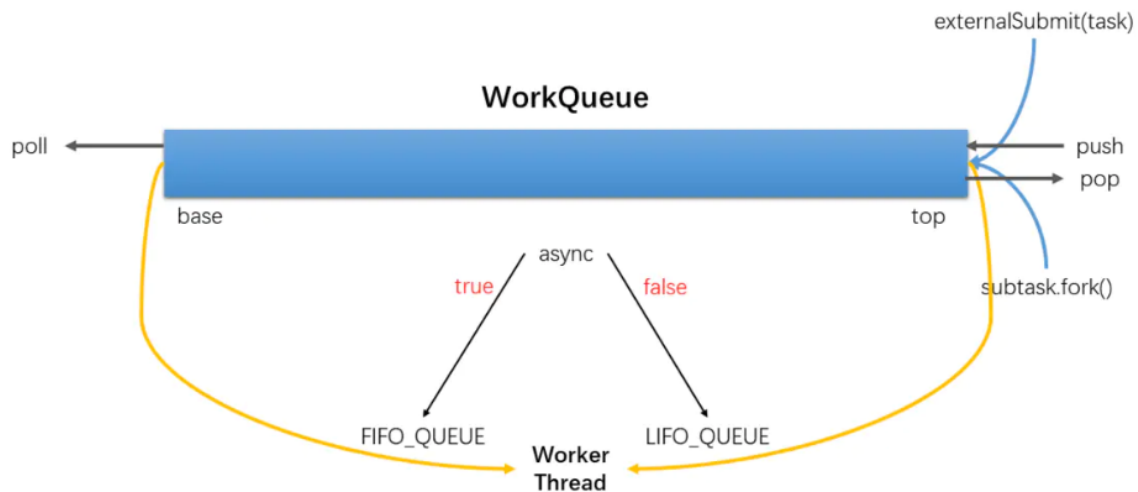 externalSubmit(task)
WorkQueue
poll
push
pop
base
top
async
true
false
subtask.fork()
FIFO_QUEUE
LIFO_QUEUE
Worker
Thread